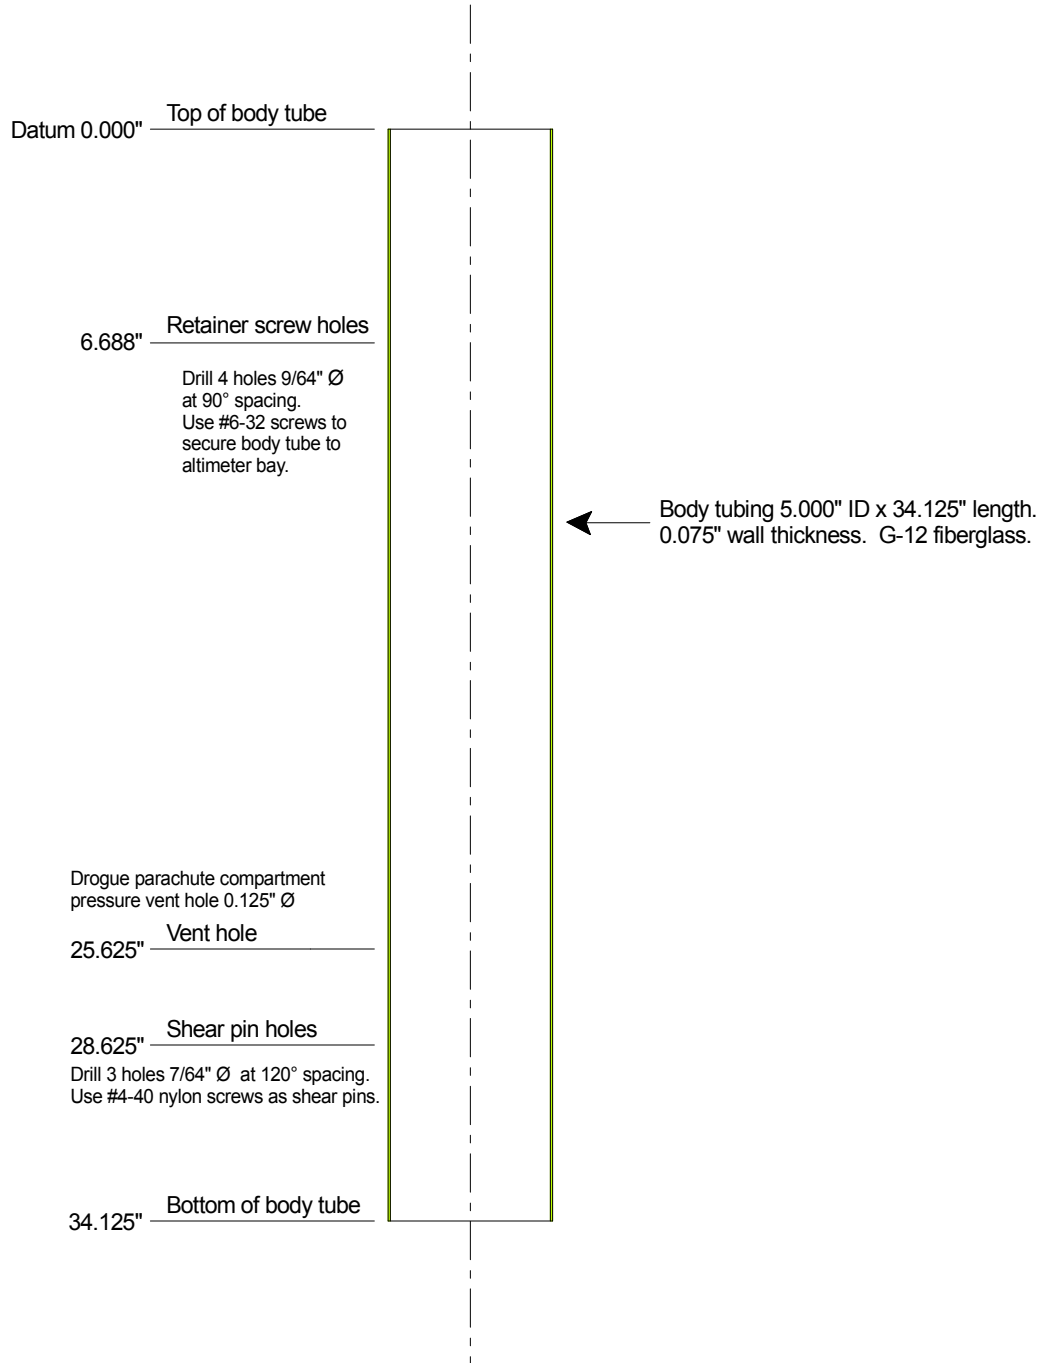 Top of body tube
Datum 0.000"
Retainer screw holes
6.688"
Drill 4 holes 9/64" Ø
at 90° spacing.
Use #6-32 screws to
secure body tube to
altimeter bay.
Body tubing 5.000" ID x 34.125" length.
0.075" wall thickness.  G-12 fiberglass.
Drogue parachute compartment
pressure vent hole 0.125" Ø
Vent hole
25.625"
Shear pin holes
28.625"
Drill 3 holes 7/64" Ø  at 120° spacing.
Use #4-40 nylon screws as shear pins.
Bottom of body tube
34.125"